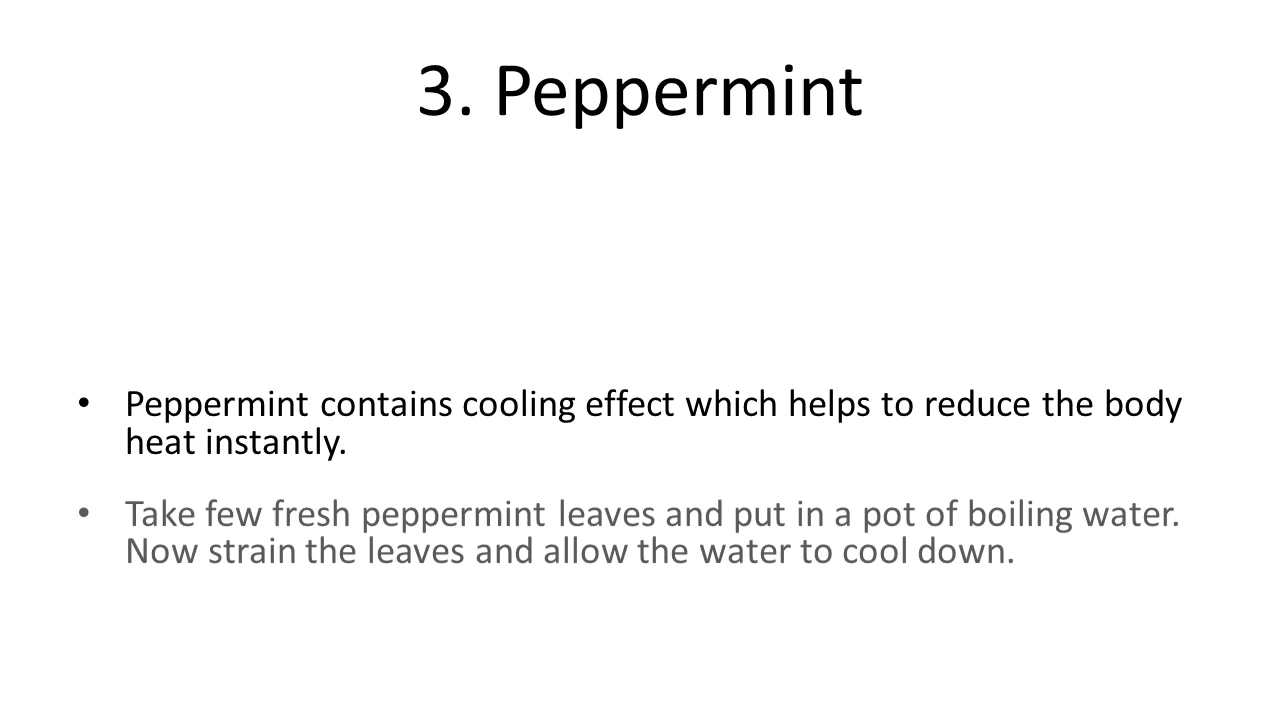 3. Peppermint
• Peppermint contains cooling effect which helps to reduce the body
heat instantly.
• Take few fresh peppermint leaves and put in a pot of boiling water.
Now strain the leaves and allow the water to cool down.